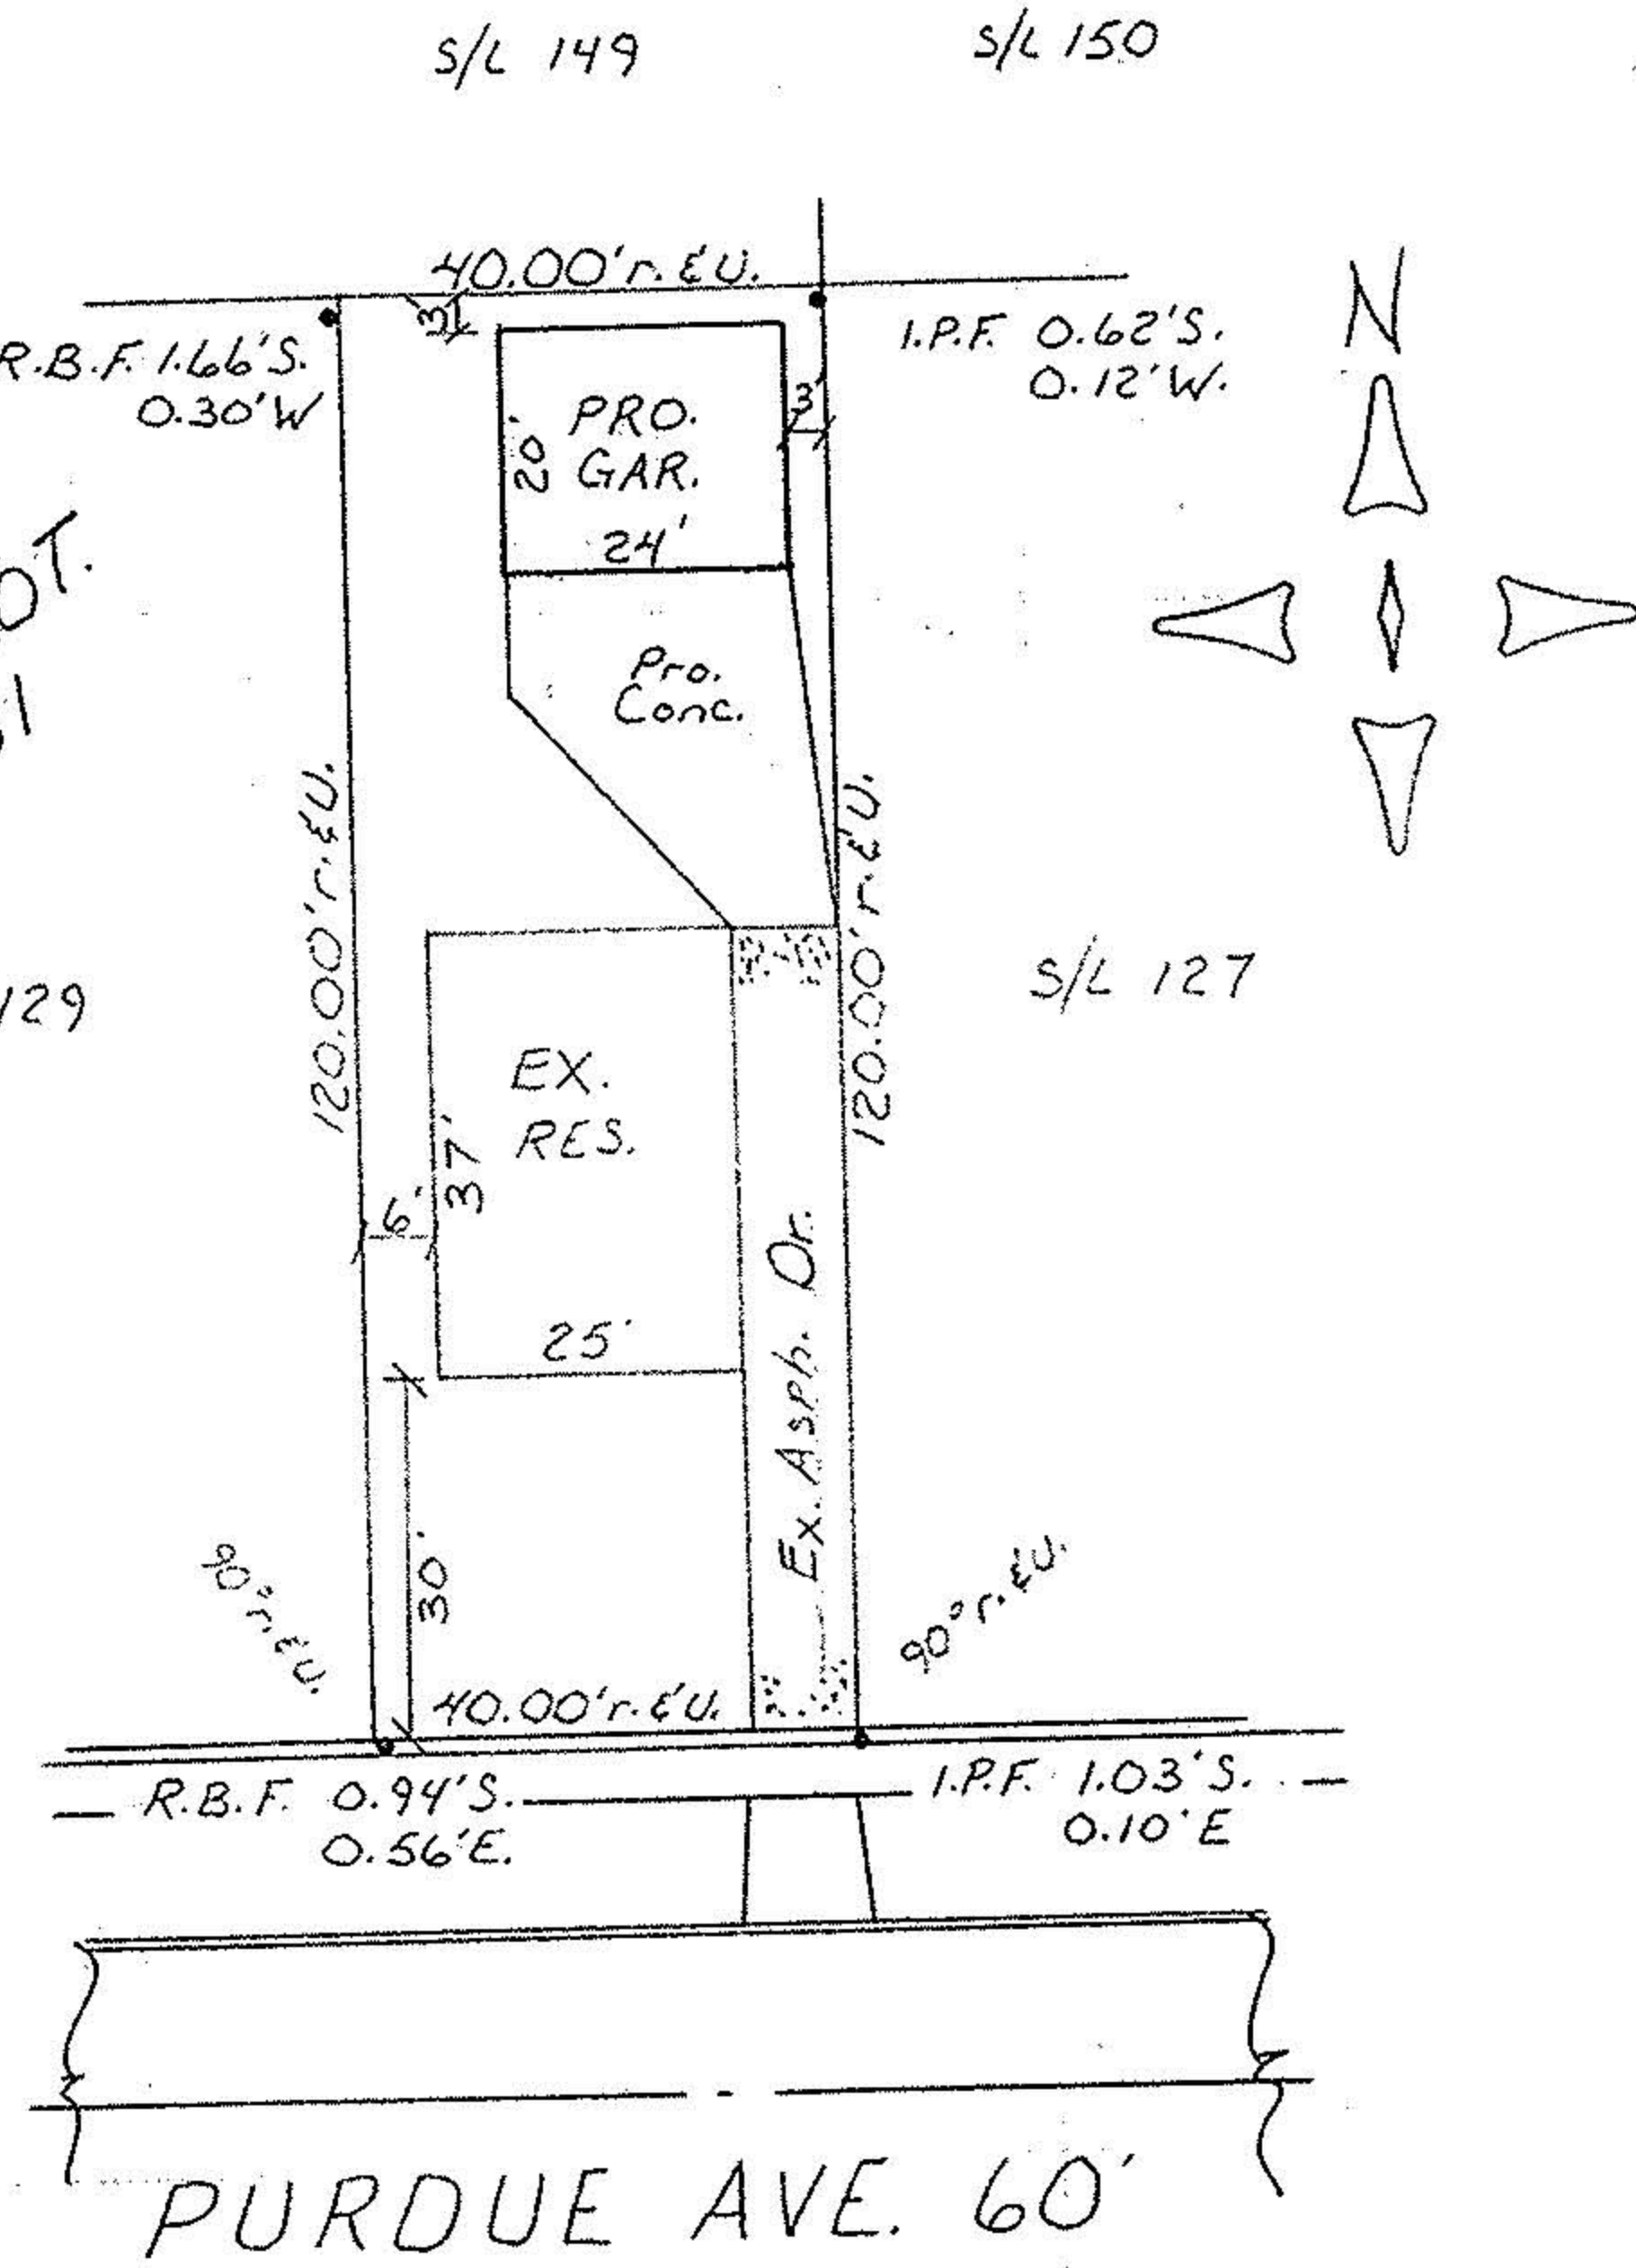 S/L 149
S/L 150
40.00' r.&U.
3'
R.B.F. 1.66'S.
0.30'W
I.P.F. 0.62'S.
0.12'W.
N
PRO.
GAR.
20'
24'
3'
Pro.
Conc.
120.00' r.&U.
120.00' r.&U.
129
S/L 127
EX.
RES.
37'
6'
25'
Ex. Asph. Dr.
30'
90° r.&U.
90° r.&U.
40.00' r.&U.
R.B.F. 0.94'S.
0.56'E.
I.P.F. 1.03'S.
0.10'E
PURDUE AVE. 60'